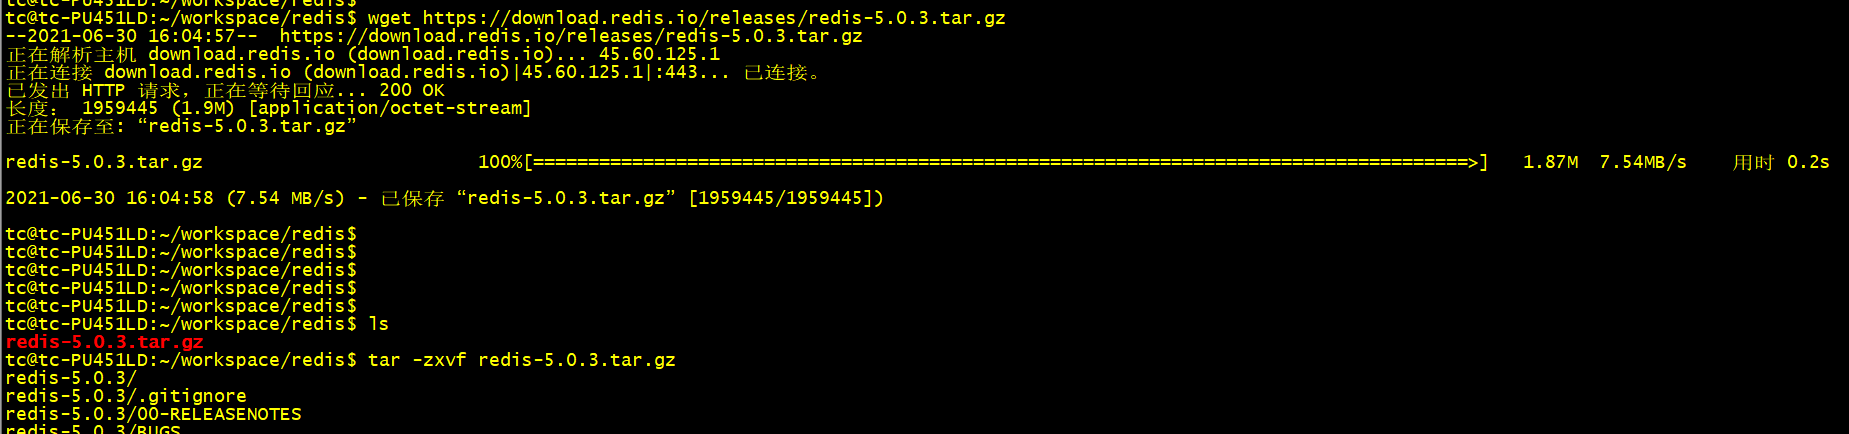 tc@tc-PU451LD:~/workspace/redis$
tc@tc-PU451LD:~/workspace/redis$ wget https://download.redis.io/releases/redis-5.0.3.tar.gz
--2021-06-30 16:04:57--  https://download.redis.io/releases/redis-5.0.3.tar.gz
正在解析主机 download.redis.io (download.redis.io)... 45.60.125.1
正在连接 download.redis.io (download.redis.io)|45.60.125.1|:443... 已连接。
已发出 HTTP 请求，正在等待回应... 200 OK
长度： 1959445 (1.9M) [application/octet-stream]
正在保存至: “redis-5.0.3.tar.gz”
redis-5.0.3.tar.gz 100%[=====================================================================================>] 1.87M 7.54MB/s 用时 0.2s
2021-06-30 16:04:58 (7.54 MB/s) - 已保存 “redis-5.0.3.tar.gz” [1959445/1959445])
tc@tc-PU451LD:~/workspace/redis$
tc@tc-PU451LD:~/workspace/redis$
tc@tc-PU451LD:~/workspace/redis$
tc@tc-PU451LD:~/workspace/redis$
tc@tc-PU451LD:~/workspace/redis$
tc@tc-PU451LD:~/workspace/redis$ ls
redis-5.0.3.tar.gz
tc@tc-PU451LD:~/workspace/redis$ tar -zxvf redis-5.0.3.tar.gz
redis-5.0.3/
redis-5.0.3/.gitignore
redis-5.0.3/00-RELEASENOTES
redis-5.0.3/BUGS